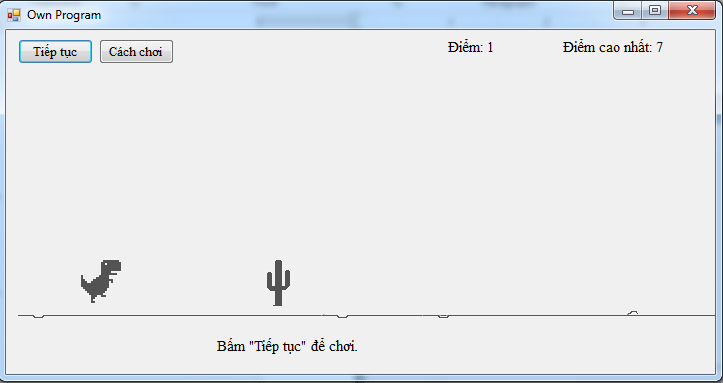 Own Program
Tiếp tục Cách chơi Điểm: 1 Điểm cao nhất: 7
Bấm "Tiếp tục" để chơi.